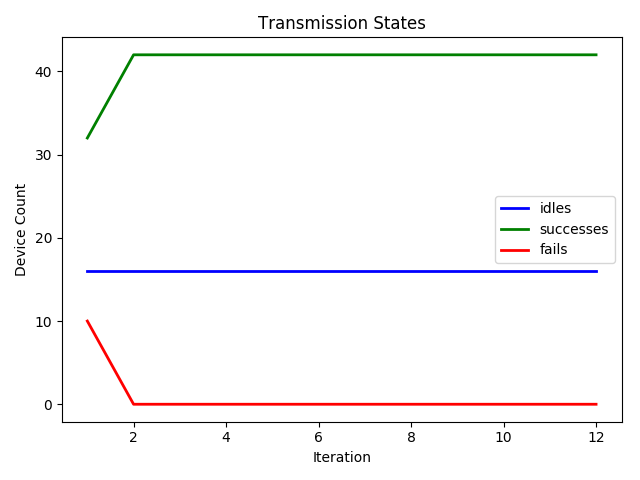 Transmission States
Device Count
40
30
20
10
0
idles
successes
fails
2 4 6 8 10 12
Iteration